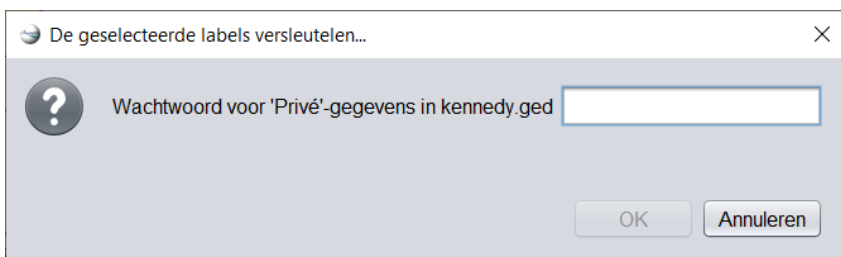 De geselecteerde labels versleutelen...
Wachtwoord voor 'Privé'-gegevens in kennedy.ged
OK Annuleren